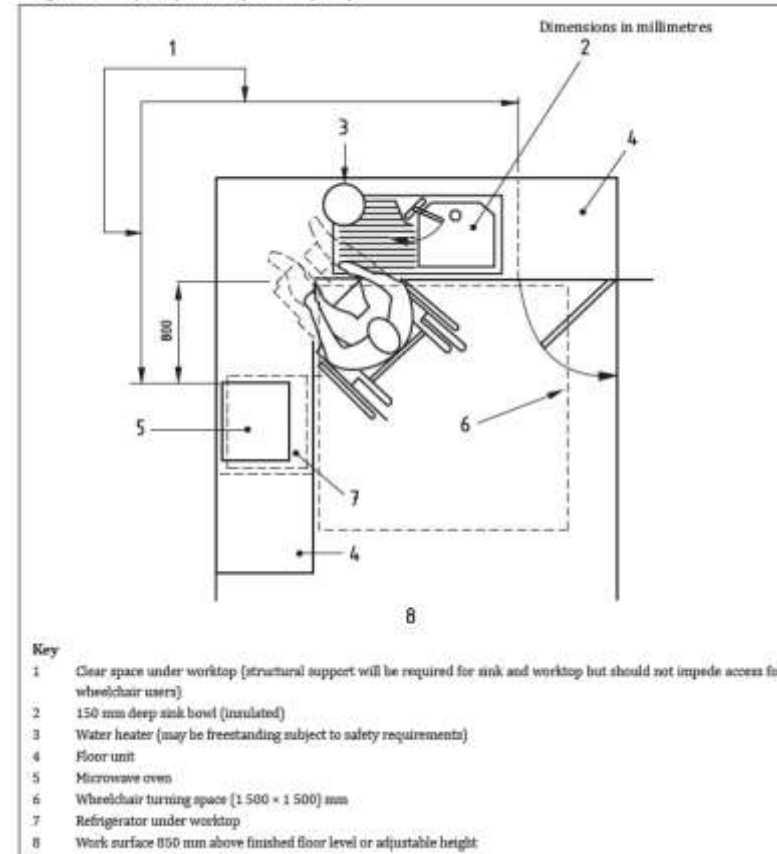 Dimensions in millimetres
1
2
3
4
800
5
6
7
4
8
Key
1 Clear space under worktop (structural support will be required for sink and worktop but should not impede access fo
wheelchair users)
2 150 mm deep sink bowl (insulated)
3 Water heater (may be freestanding subject to safety requirements)
4 Floor unit
5 Microwave oven
6 Wheelchair turning space (1 500 × 1 500) mm
7 Refrigerator under worktop
8 Work surface 850 mm above finished floor level or adjustable height